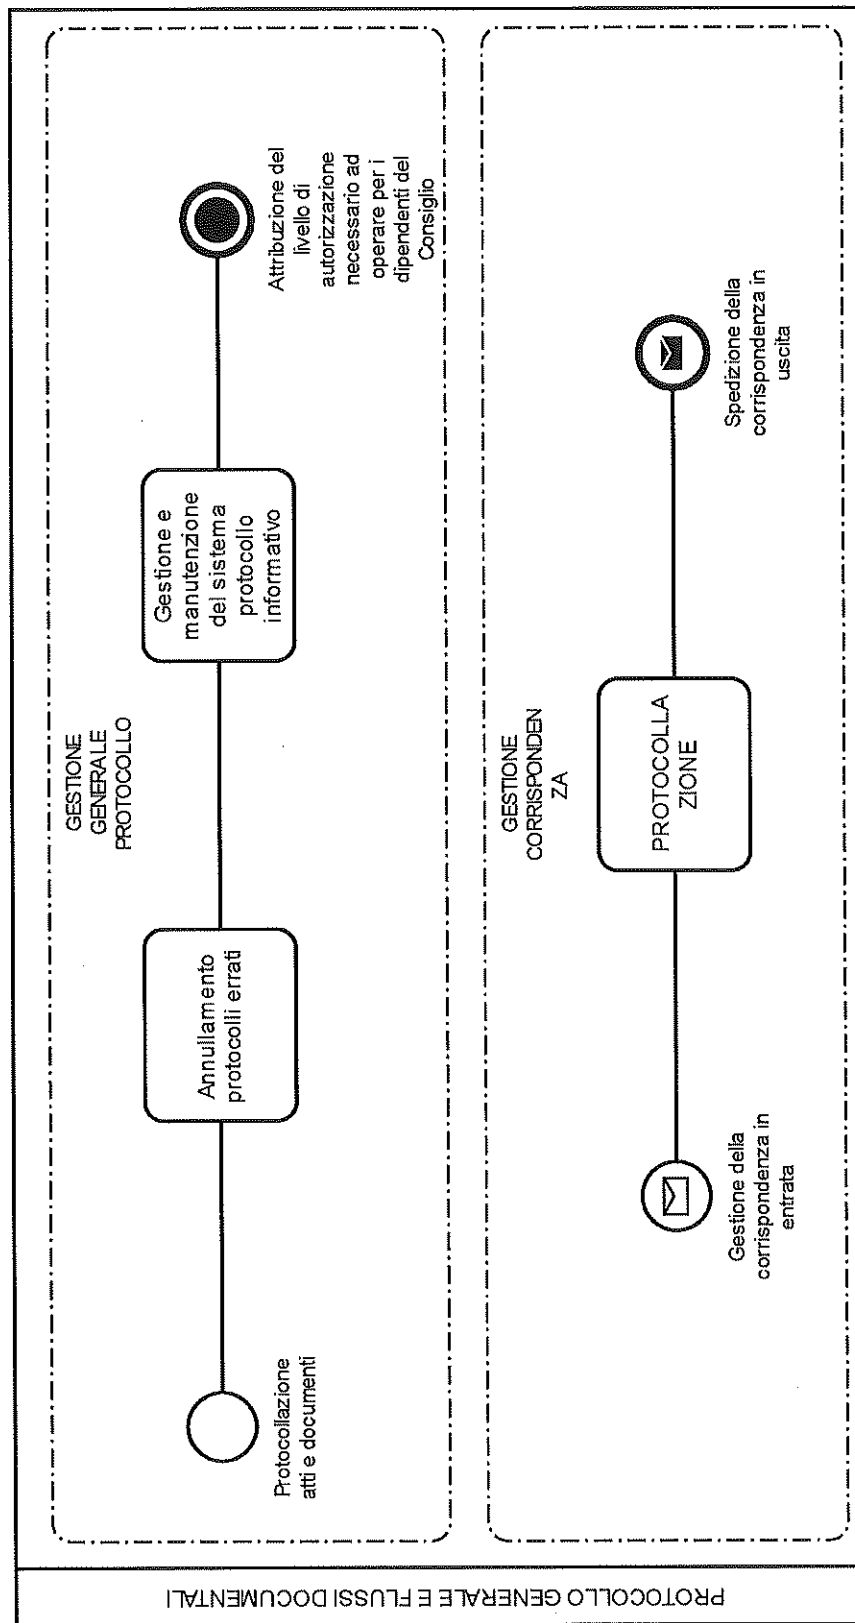 PROTOCOLLO GENERALE E FLUSSI DOCUMENTALI
GESTIONE
GENERALE
PROTOCOLLO
Protocollazione
atti e documenti
Annullamento
protocolli errati
Gestione e
manutenzione
del sistema
protocollo
informativo
Attribuzione del
livello di
autorizzazione
necessario ad
operare per i
dipendenti del
Consiglio
GESTIONE
CORRISPONDEN
ZA
Gestione della
corrispondenza in
entrata
PROTOCOLLA
ZIONE
Spedizione della
corrispondenza in
uscita